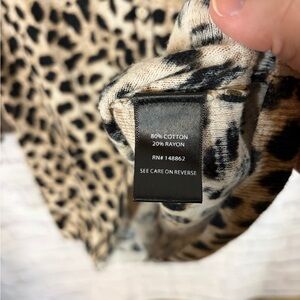 80% COTTON
20% RAYON
RN# 148862
SEE CARE ON REVERSE